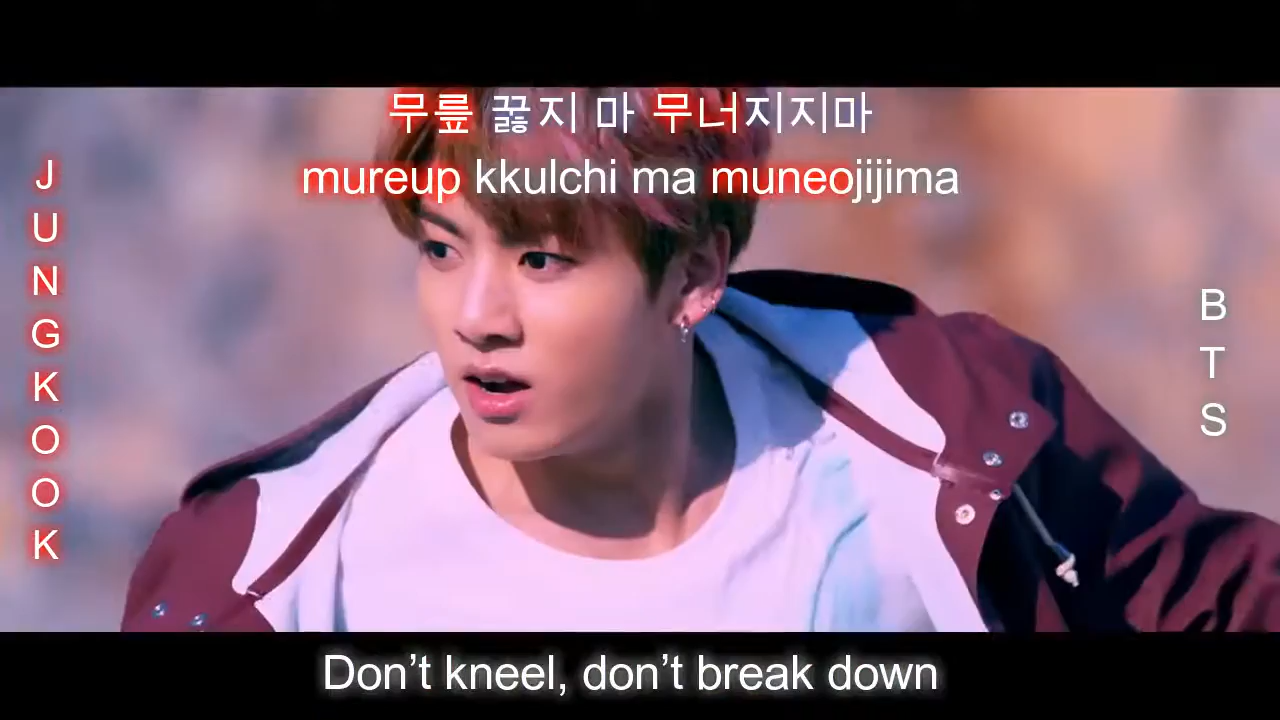 무릎 꿇지 마 무너지지마
mureup kkulchi ma muneojijima
JUNGKOOK
BTS
Don't kneel, don't break down